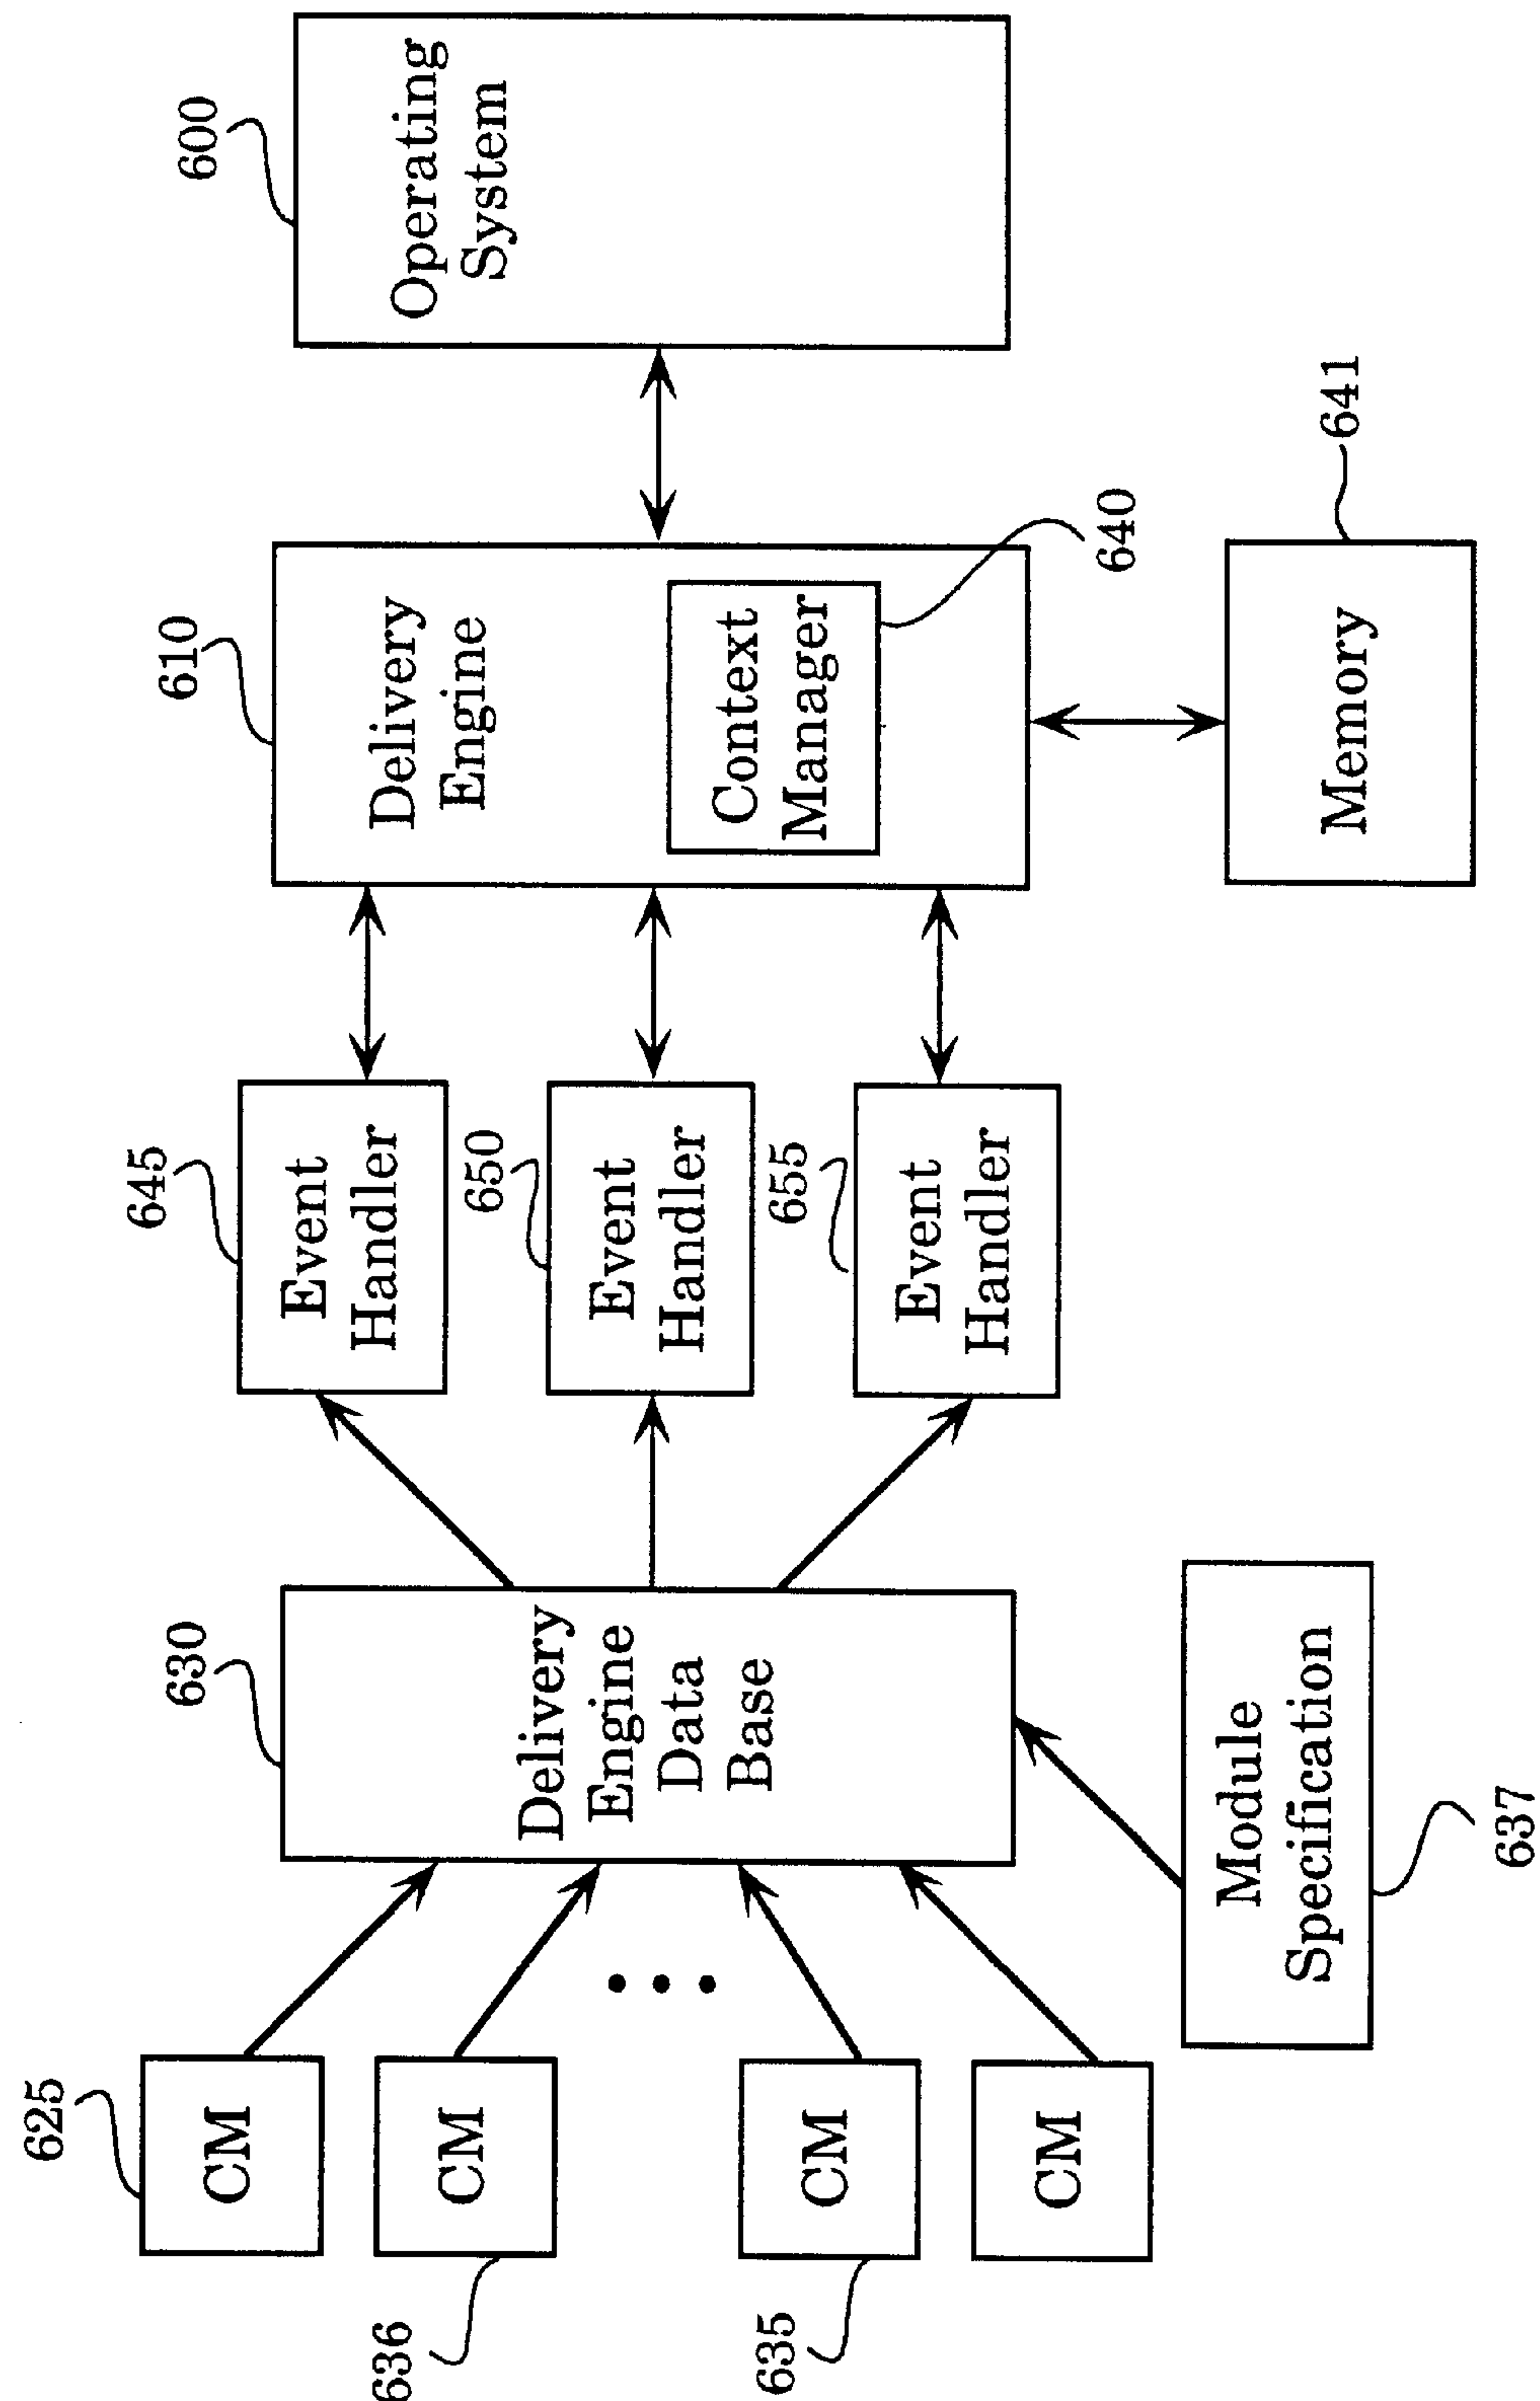 625
CM
636
CM
635
CM
CM
630
Delivery
Engine
Data
Base
Module
Specification
637
645
Event
Handler
650
Event
Handler
655
Event
Handler
610
Delivery
Engine
Context
Manager
640
Memory
641
600
Operating
System